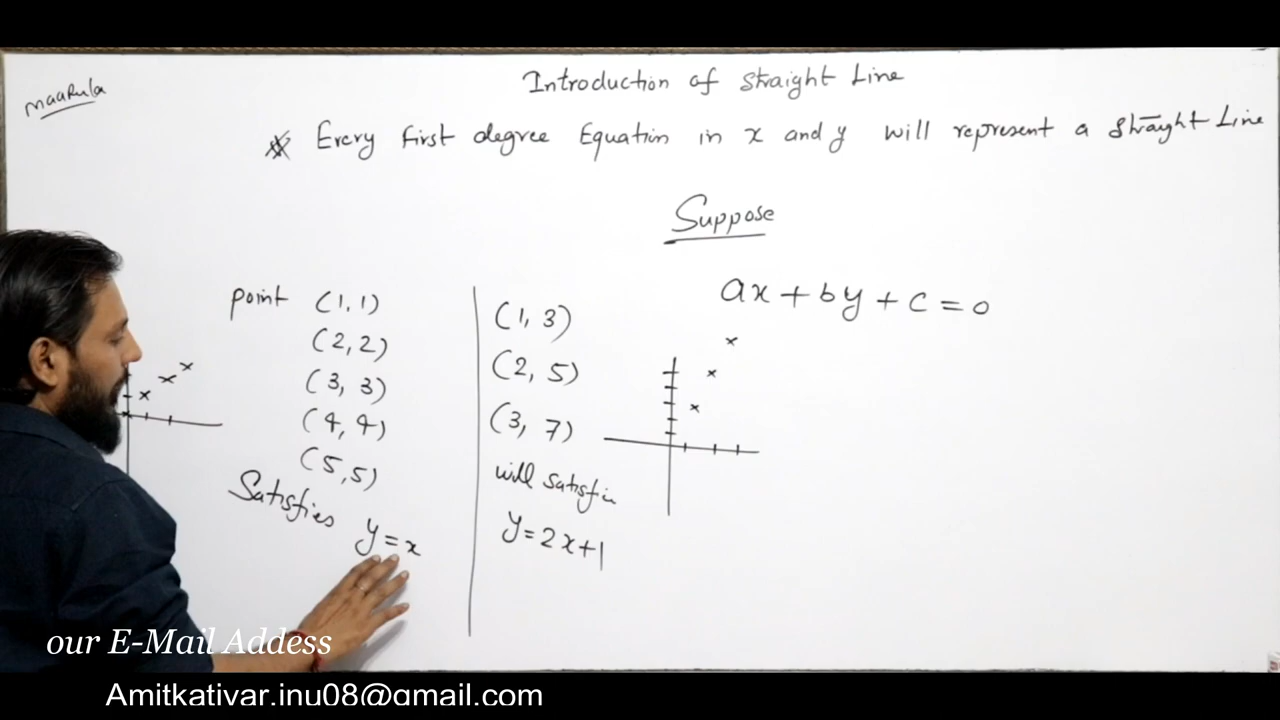 maaRula
Introduction of Straight Line
Every first degree Equation in x and y will represent a straight Line
Suppose
point (1,1)
(2,2)
(3,3)
(4,4)
(5,5)
Satisfies
y=x
(1,3)
(2,5)
(3,7)
will satisfie
y=2x+1
ax+by+c=0
our E-Mail Addess
Amitkativar.jnu08@gmail.com